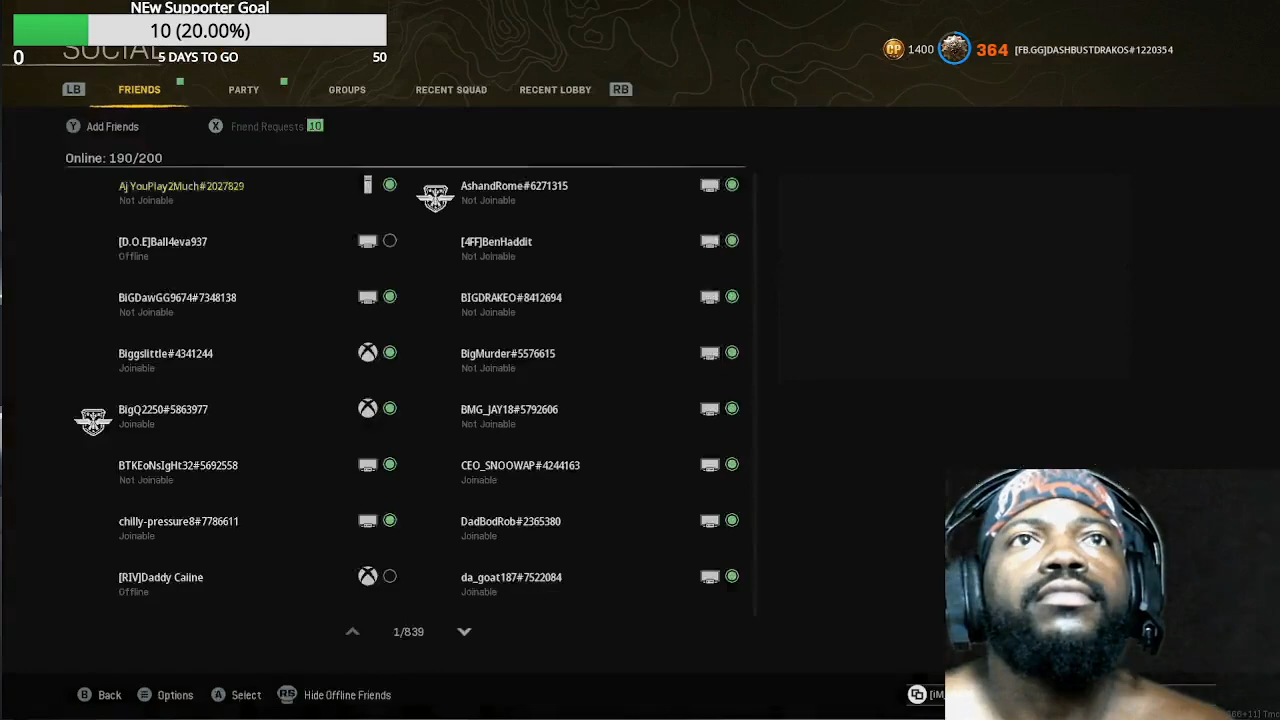 NEw Supporter Goal
10 (20.00%)
SOCIAL
0 5 DAYS TO GO 50
CP 1400 364 [FB.GG]DASHBUSTDRAKOS#1220354
LB FRIENDS PARTY GROUPS RECENT SQUAD RECENT LOBBY RB
Y Add Friends X Friend Requests 10
Online: 190/200
Aj YouPlay2Much#2027829
Not Joinable
AshandRome#6271315
Not Joinable
[D.O.E]Ball4eva937
Offline
[4FF]BenHaddit
Not Joinable
BiGDawGG9674#7348138
Not Joinable
BIGDRAKEO#8412694
Not Joinable
Biggslittle#4341244
Joinable
BigMurder#5576615
Not Joinable
BigQ2250#5863977
Joinable
BMG_JAY18#5792606
Not Joinable
BTKEoNsIgHt32#5692558
Not Joinable
CEO_SNOOWAP#4244163
Joinable
chilly-pressure8#7786611
Joinable
DadBodRob#2365380
Joinable
[RIV]Daddy Caiine
Offline
da_goat187#7522084
Joinable
1/839
B Back Options A Select RS Hide Offline Friends